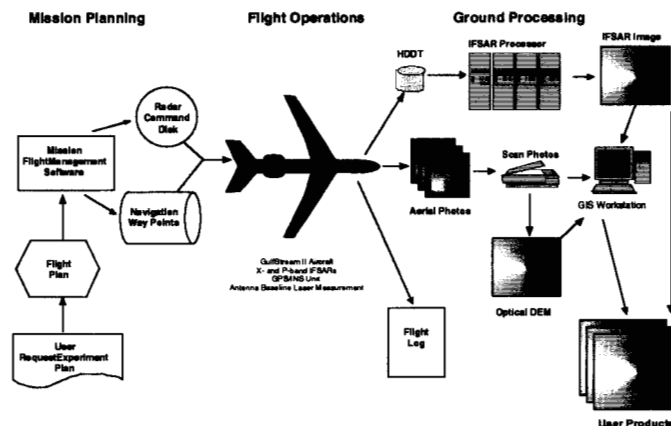 Mission Planning
Flight Operations
Ground Processing
HDDT
IFSAR Processor
IFSAR Image
Radar
Command
Disk
Mission
FlightManagement
Software
Navigation
Way Points
Flight
Plan
User
RequestExperiment
Plan
GulfStream II Aircraft
X- and P-band IFSARs
GPS/INS Unit
Antenna Baseline Laser Measurement
Flight
Log
Aerial Photos
Scan Photos
GIS Workstation
Optical DEM
User Products